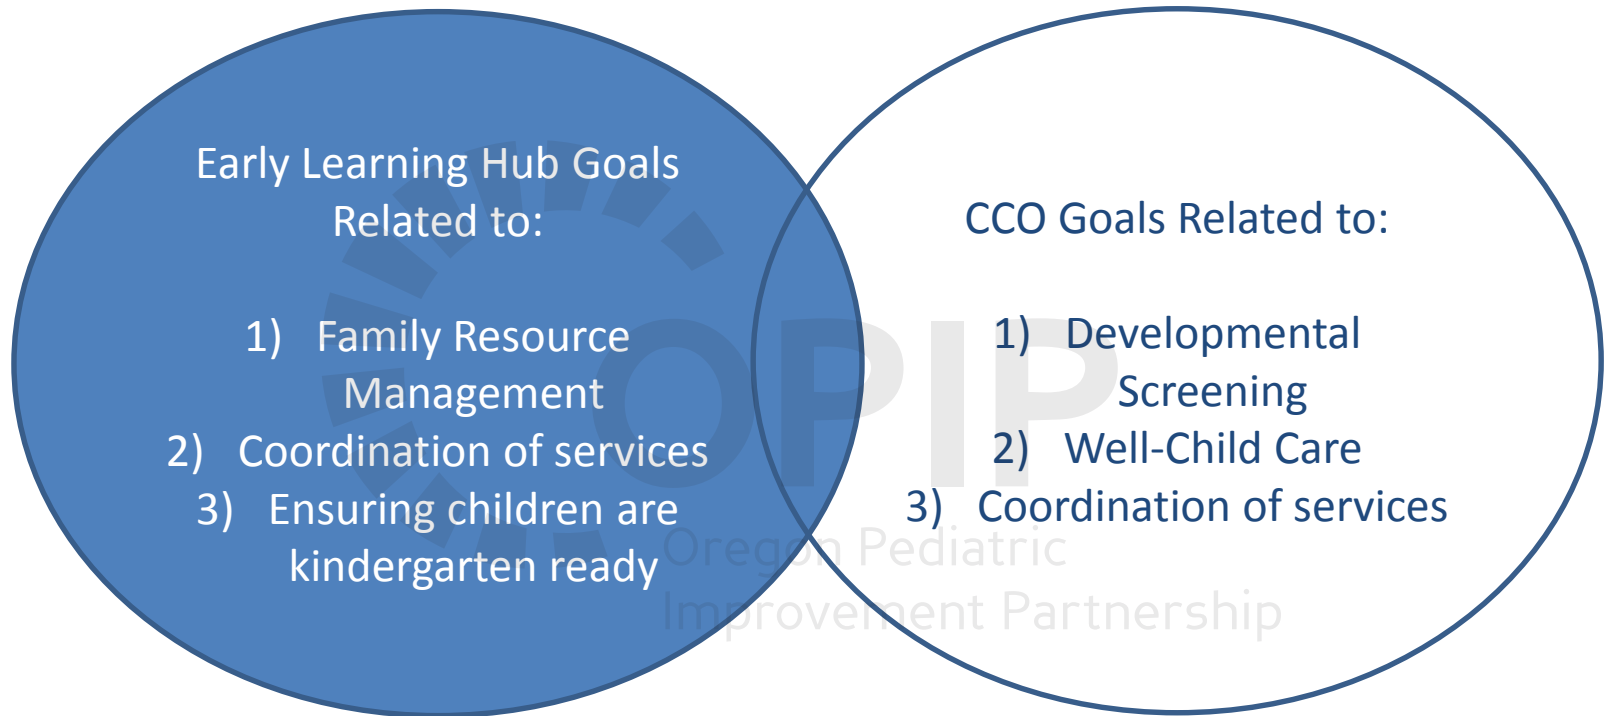 Early Learning Hub Goals
Related to:
1) Family Resource
Management
2) Coordination of services
3) Ensuring children are
kindergarten ready
CCO Goals Related to:
1) Developmental
Screening
2) Well-Child Care
3) Coordination of services
OPIP
Oregon Pediatric
Improvement Partnership